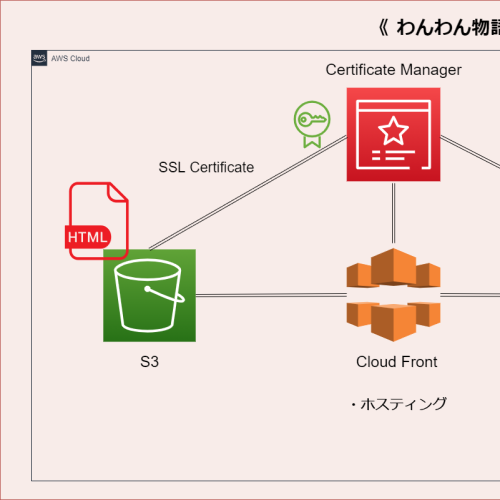 《 わんわん物語
aws
AWS Cloud
Certificate Manager
SSL Certificate
HTML
S3
Cloud Front
・ホスティング